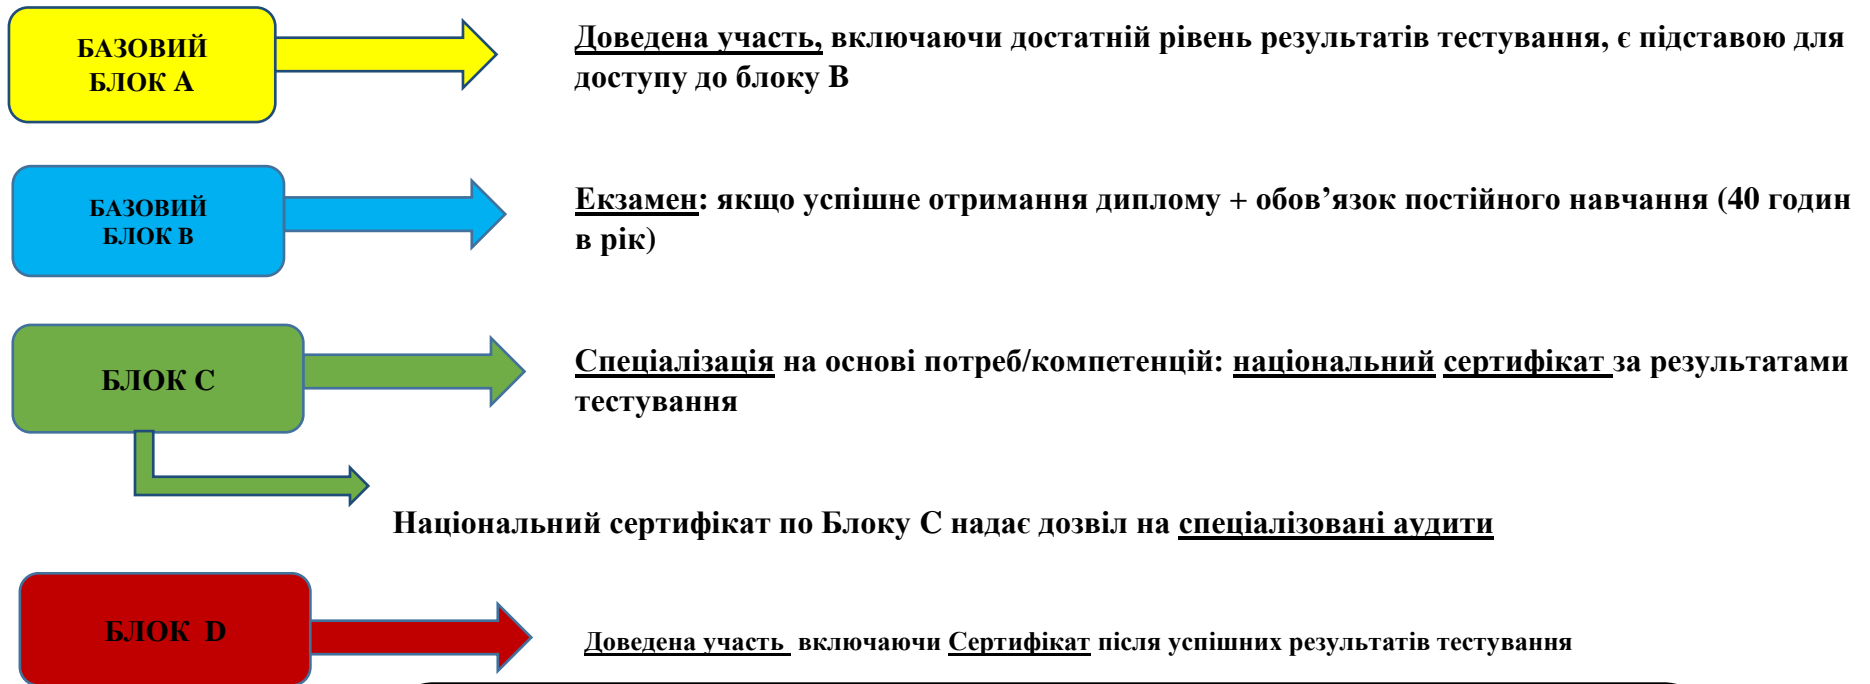 БАЗОВИЙ
БЛОК А
Доведена участь, включаючи достатній рівень результатів тестування, є підставою для
доступу до блоку В
БАЗОВИЙ
БЛОК В
Екзамен: якщо успішне отримання диплому + обов’язок постійного навчання (40 годин
в рік)
БЛОК С
Спеціалізація на основі потреб/компетенцій: національний сертифікат за результатами
тестування
Національний сертифікат по Блоку С надає дозвіл на спеціалізовані аудити
БЛОК D
Доведена участь включаючи Сертифікат після успішних результатів тестування